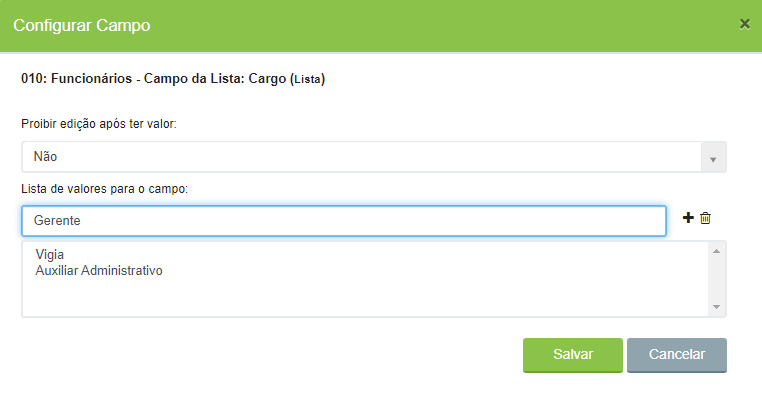 Configurar Campo
×
010: Funcionários - Campo da Lista: Cargo (Lista)
Proibir edição após ter valor:
Não
Lista de valores para o campo:
Gerente
Vigia
Auxiliar Administrativo
Salvar
Cancelar